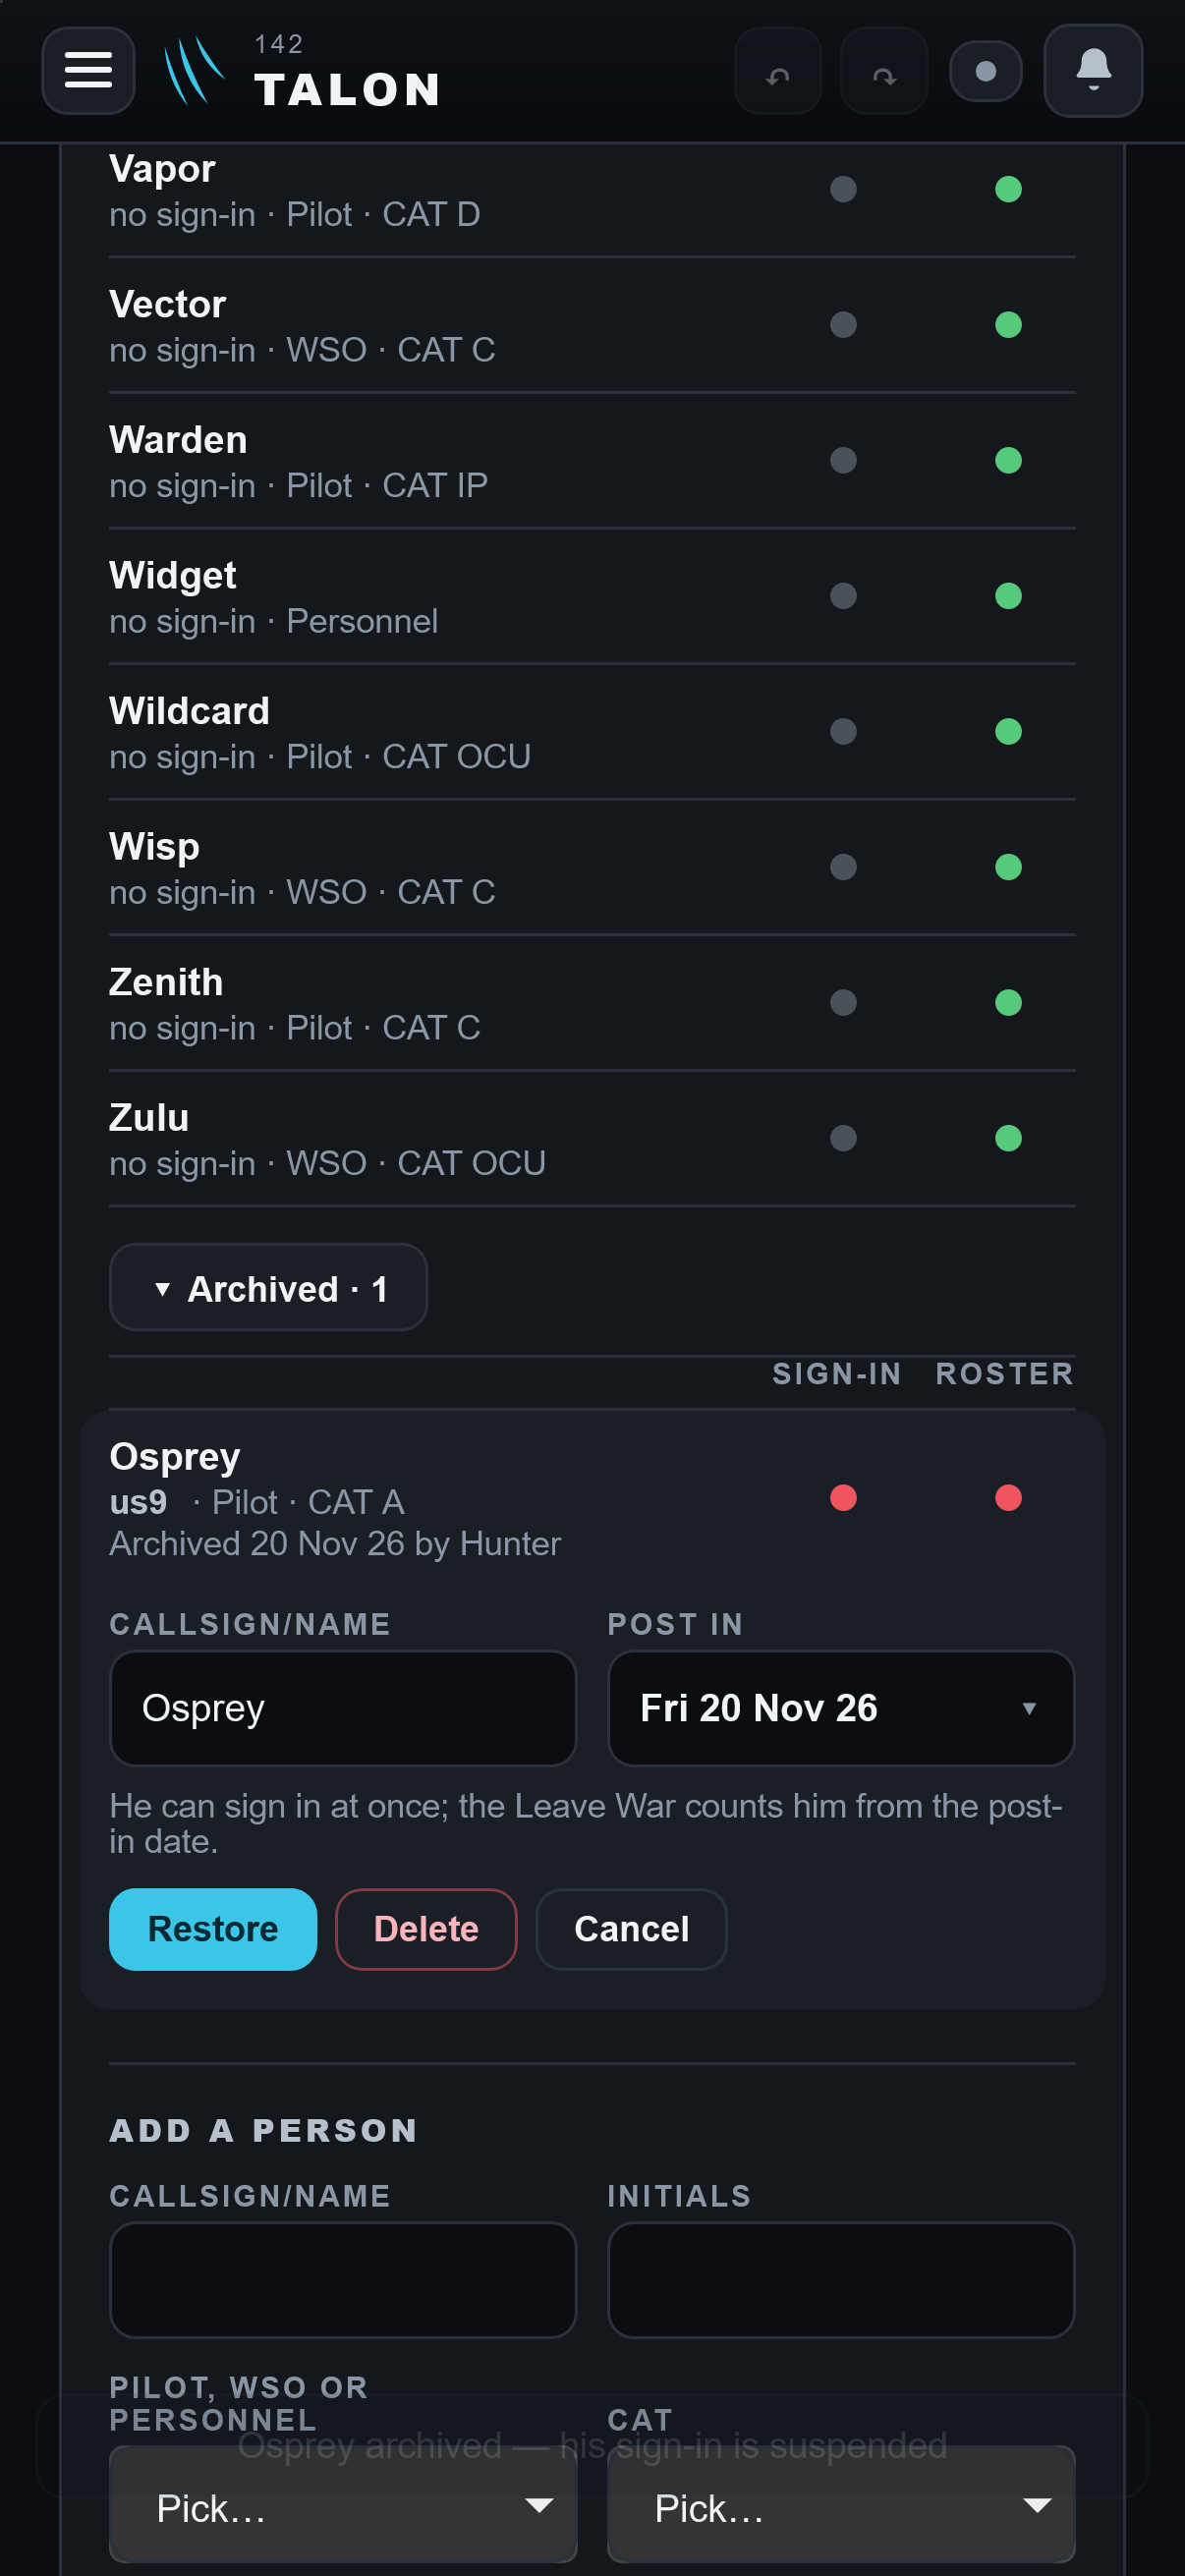 142
TALON
Vapor
no sign-in · Pilot · CAT D
Vector
no sign-in · WSO · CAT C
Warden
no sign-in · Pilot · CAT IP
Widget
no sign-in · Personnel
Wildcard
no sign-in · Pilot · CAT OCU
Wisp
no sign-in · WSO · CAT C
Zenith
no sign-in · Pilot · CAT C
Zulu
no sign-in · WSO · CAT OCU
▼ Archived · 1
SIGN-IN ROSTER
Osprey
us9 · Pilot · CAT A
Archived 20 Nov 26 by Hunter
CALLSIGN/NAME POST IN
Osprey Fri 20 Nov 26 ▼
He can sign in at once; the Leave War counts him from the post-
in date.
Restore Delete Cancel
ADD A PERSON
CALLSIGN/NAME INITIALS
PILOT, WSO OR
PERSONNEL CAT
Osprey archived — his sign-in is suspended
Pick... Pick...